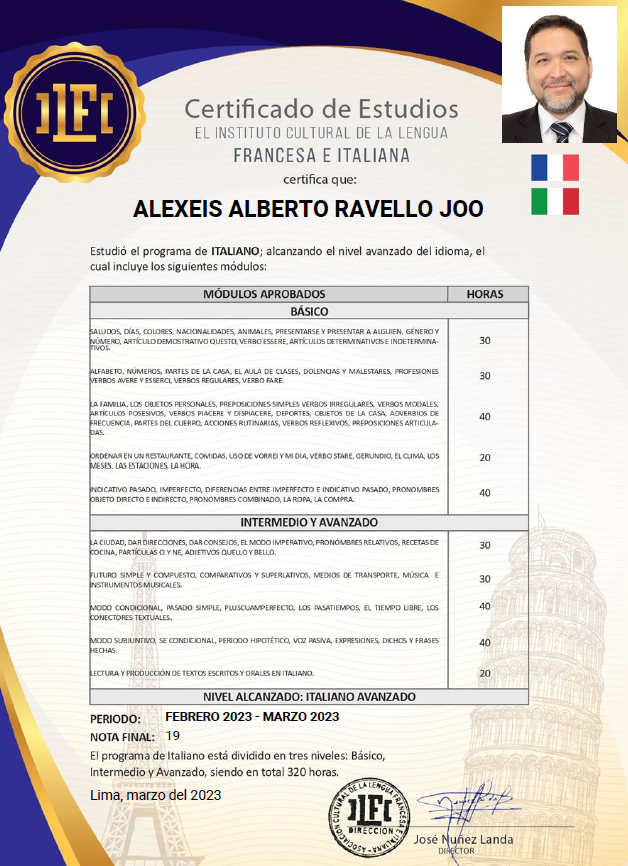 ILFI
Certificado de Estudios
EL INSTITUTO CULTURAL DE LA LENGUA
FRANCESA E ITALIANA
certifica que:
ALEXEIS ALBERTO RAVELLO JOO
Estudió el programa de ITALIANO; alcanzando el nivel avanzado del idioma, el
cual incluye los siguientes módulos:
MÓDULOS APROBADOS HORAS
BÁSICO
SALUDOS, DÍAS, COLORES, NACIONALIDADES, ANIMALES, PRESENTARSE Y PRESENTAR A ALGUIEN, GÉNERO Y
NÚMERO, ARTÍCULO DEMOSTRATIVO QUESTO, VERBO ESSERE, ARTÍCULOS DETERMINATIVOS E INDETERMINA-
TIVOS.
30
ALFABETO, NÚMEROS, PARTES DE LA CASA, EL AULA DE CLASES, DOLENCIAS Y MALESTARES, PROFESIONES
VERBOS AVERE Y ESSERCI, VERBOS REGULARES, VERBO FARE.
30
LA FAMILIA, LOS OBJETOS PERSONALES, PREPOSICIONES SIMPLES VERBOS IRREGULARES, VERBOS MODALES,
ARTÍCULOS POSESIVOS, VERBOS PIACERE Y DISPIACERE, DEPORTES, OBJETOS DE LA CASA, ADVERBIOS DE
FRECUENCIA, PARTES DEL CUERPO, ACCIONES RUTINARIAS, VERBOS REFLEXIVOS, PREPOSICIONES ARTICULA-
DAS.
40
ORDENAR EN UN RESTAURANTE, COMIDAS, USO DE VORREI Y MI DIA, VERBO STARE, GERUNDIO, EL CLIMA, LOS
MESES, LAS ESTACIONES, LA HORA.
20
INDICATIVO PASADO, IMPERFECTO, DIFERENCIAS ENTRE IMPERFECTO E INDICATIVO PASADO, PRONOMBRES
OBJETO DIRECTO E INDIRECTO, PRONOMBRES COMBINADO, LA ROPA, LA COMPRA.
40
INTERMEDIO Y AVANZADO
LA CIUDAD, DAR DIRECCIONES, DAR CONSEJOS, EL MODO IMPERATIVO, PRONOMBRES RELATIVOS, RECETAS DE
COCINA, PARTÍCULAS CI Y NE, ADJETIVOS QUELLO Y BELLO.
30
FUTURO SIMPLE Y COMPUESTO, COMPARATIVOS Y SUPERLATIVOS, MEDIOS DE TRANSPORTE, MÚSICA E
INSTRUMENTOS MUSICALES.
30
MODO CONDICIONAL, PASADO SIMPLE, PLUSCUAMPERFECTO, LOS PASATIEMPOS, EL TIEMPO LIBRE, LOS
CONECTORES TEXTUALES.
40
MODO SUBJUNTIVO, SE CONDICIONAL, PERIODO HIPOTÉTICO, VOZ PASIVA, EXPRESIONES, DICHOS Y FRASES
HECHAS.
40
LECTURA Y PRODUCCIÓN DE TEXTOS ESCRITOS Y ORALES EN ITALIANO.
20
NIVEL ALCANZADO: ITALIANO AVANZADO
PERIODO: FEBRERO 2023 - MARZO 2023
NOTA FINAL: 19
El programa de Italiano está dividido en tres niveles: Básico,
Intermedio y Avanzado, siendo en total 320 horas.
Lima, marzo del 2023
ASOCIACIÓN CULTURAL DE LA LENGUA FRANCESA E ITALIANA
ILFI
DIRECCION
José Nuñez Landa
DIRECTOR